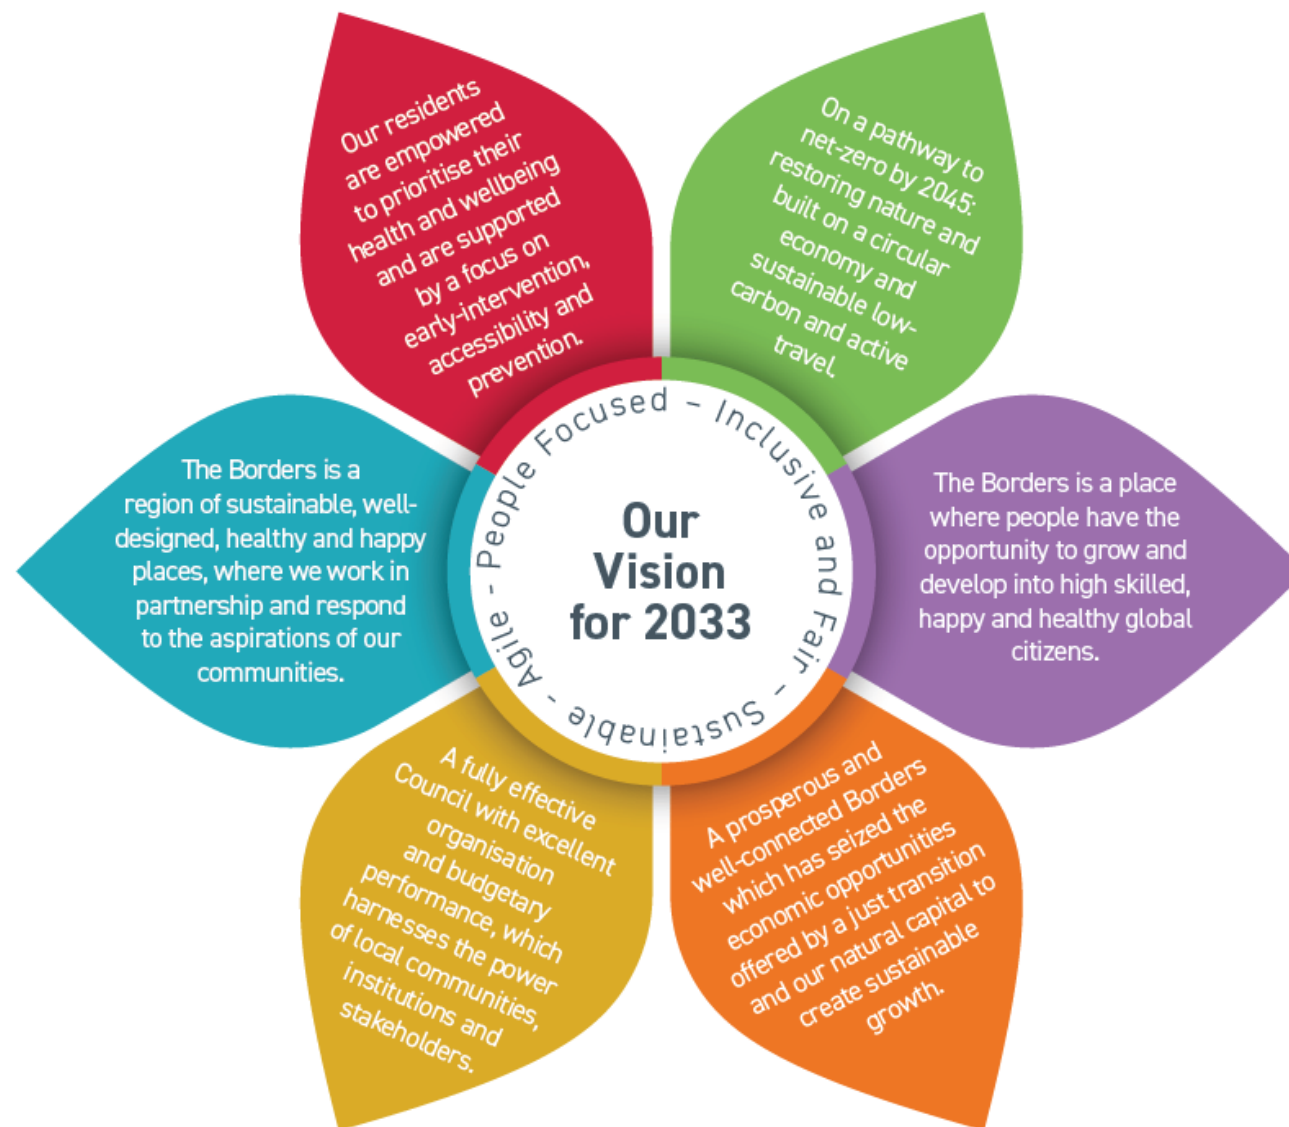 Our residents
are empowered
to prioritise their
health and wellbeing
and are supported
by a focus on
early-intervention,
accessibility and
prevention.
On a pathway to
net-zero by 2045:
restoring nature and
built on a circular
economy and
sustainable low-
carbon and active
travel.
The Borders is a place
where people have the
opportunity to grow and
develop into high skilled,
happy and healthy global
citizens.
A prosperous and
well-connected Borders
which has seized the
economic opportunities
offered by a just transition
and our natural capital to
create sustainable
growth.
A fully effective
Council with excellent
organisation
and budgetary
performance, which
harnesses the power
of local communities,
institutions and
stakeholders.
The Borders is a
region of sustainable, well-
designed, healthy and happy
places, where we work in
partnership and respond
to the aspirations of our
communities.
People Focused – Inclusive and Fair – Sustainable - Agile -
Our
Vision
for 2033